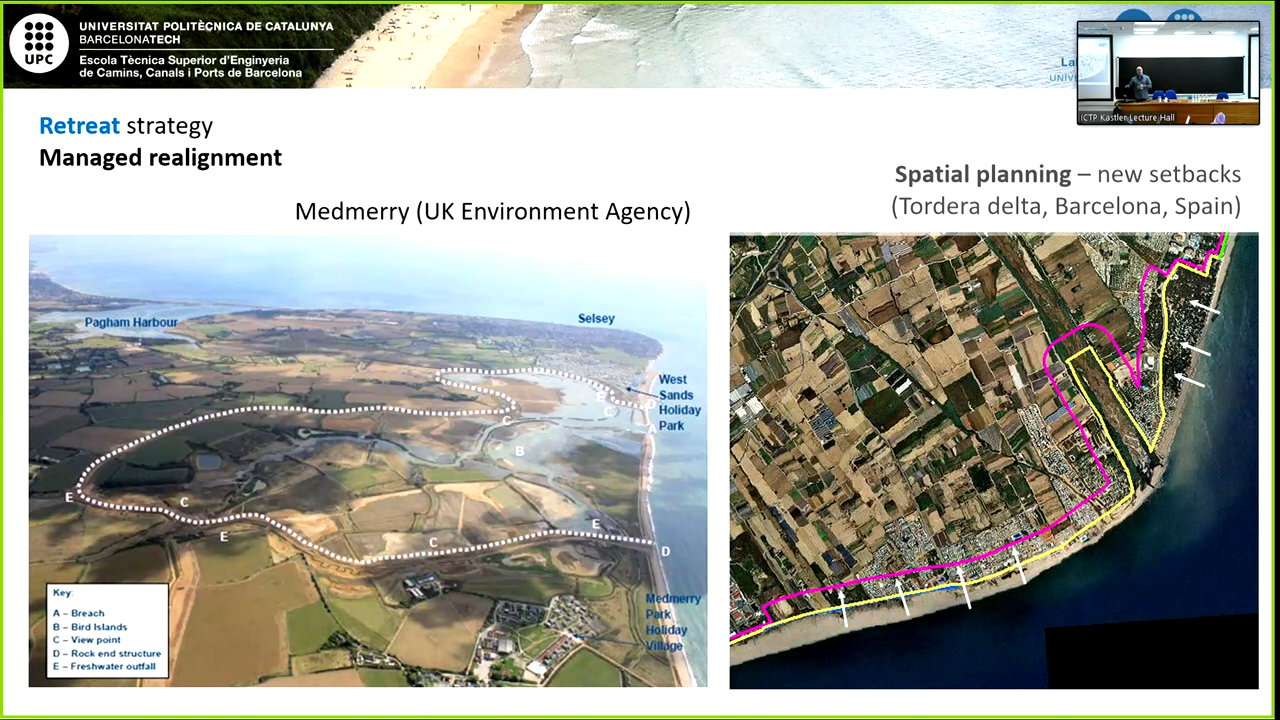 UNIVERSITAT POLITÈCNICA DE CATALUNYA
BARCELONATECH
Escola Tècnica Superior d'Enginyeria
de Camins, Canals i Ports de Barcelona
UPC
La
UNIV
ICTP Kastler Lecture Hall
Retreat strategy
Managed realignment
Medmerry (UK Environment Agency)
Spatial planning – new setbacks
(Tordera delta, Barcelona, Spain)
Pagham Harbour
Selsey
West
Sands
Holiday
Park
E
C
D
A
C
B
E
C
E
C
E
D
Medmerry
Park
Holiday
Village
Key:
A – Breach
B – Bird Islands
C – View point
D – Rock end structure
E – Freshwater outfall